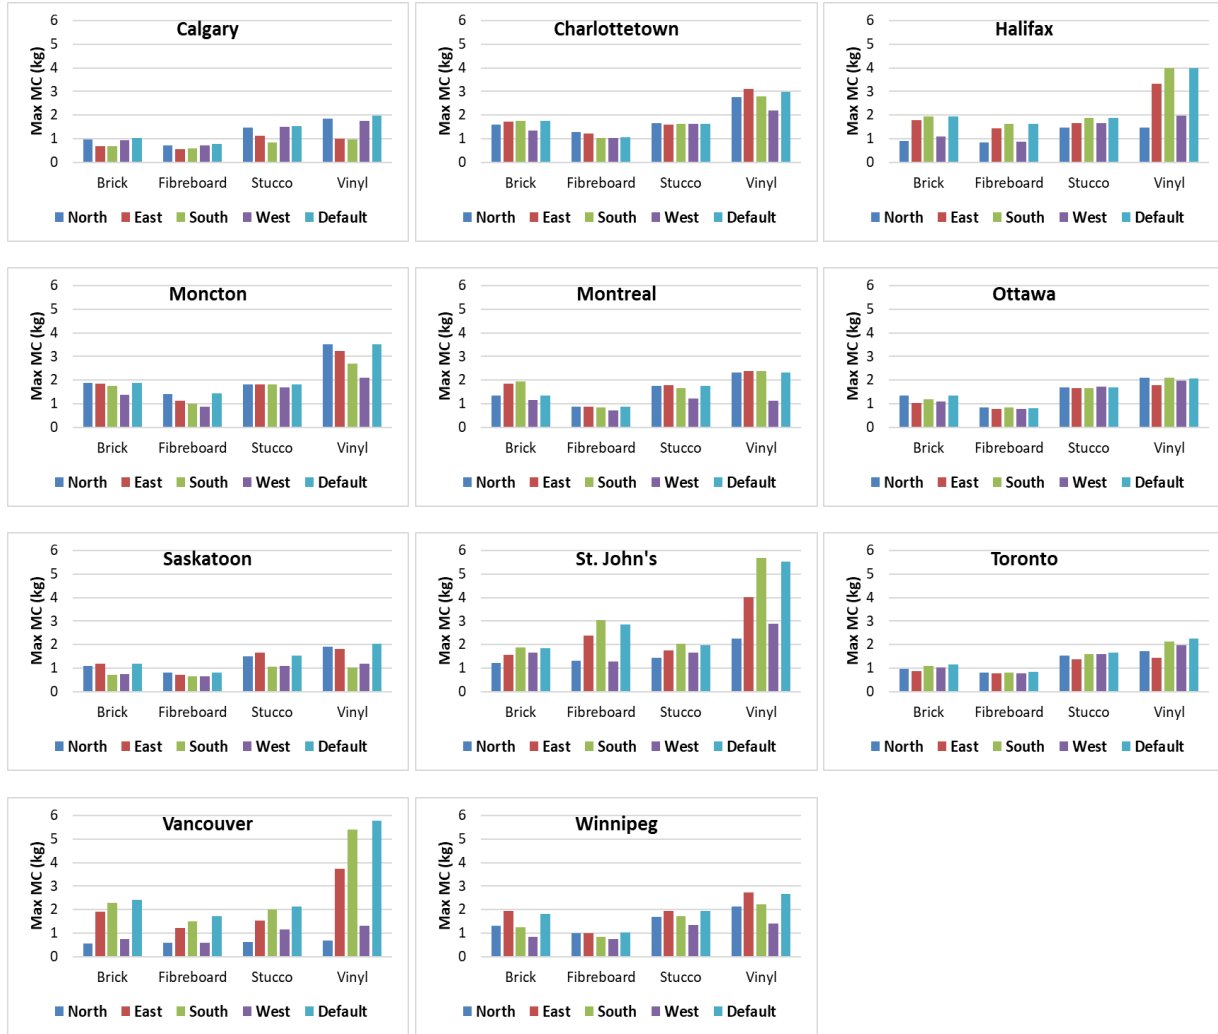 Calgary
Max MC (kg)
6
5
4
3
2
1
0
Brick Fibreboard Stucco Vinyl
North East South West Default
Charlottetown
Max MC (kg)
6
5
4
3
2
1
0
Brick Fibreboard Stucco Vinyl
North East South West Default
Halifax
Max MC (kg)
6
5
4
3
2
1
0
Brick Fibreboard Stucco Vinyl
North East South West Default
Moncton
Max MC (kg)
6
5
4
3
2
1
0
Brick Fibreboard Stucco Vinyl
North East South West Default
Montreal
Max MC (kg)
6
5
4
3
2
1
0
Brick Fibreboard Stucco Vinyl
North East South West Default
Ottawa
Max MC (kg)
6
5
4
3
2
1
0
Brick Fibreboard Stucco Vinyl
North East South West Default
Saskatoon
Max MC (kg)
6
5
4
3
2
1
0
Brick Fibreboard Stucco Vinyl
North East South West Default
St. John's
Max MC (kg)
6
5
4
3
2
1
0
Brick Fibreboard Stucco Vinyl
North East South West Default
Toronto
Max MC (kg)
6
5
4
3
2
1
0
Brick Fibreboard Stucco Vinyl
North East South West Default
Vancouver
Max MC (kg)
6
5
4
3
2
1
0
Brick Fibreboard Stucco Vinyl
North East South West Default
Winnipeg
Max MC (kg)
6
5
4
3
2
1
0
Brick Fibreboard Stucco Vinyl
North East South West Default